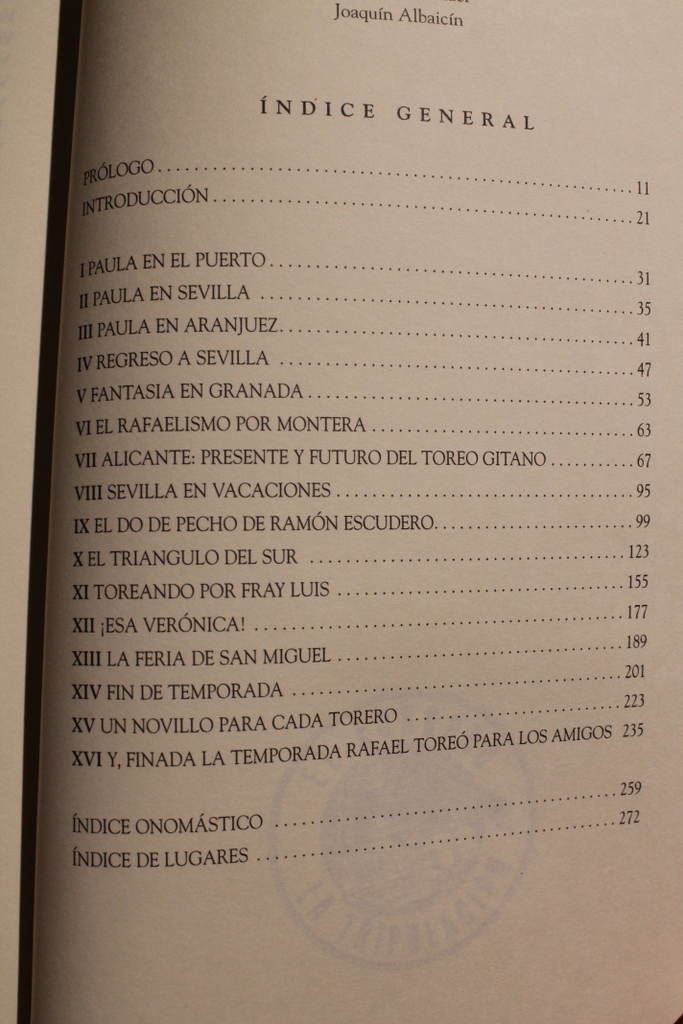 Joaquín Albaicín
ÍNDICE GENERAL
PRÓLOGO 11
INTRODUCCIÓN 21
I PAULA EN EL PUERTO 31
II PAULA EN SEVILLA 35
III PAULA EN ARANJUEZ 41
IV REGRESO A SEVILLA 47
V FANTASIA EN GRANADA 53
VI EL RAFAELISMO POR MONTERA 63
VII ALICANTE: PRESENTE Y FUTURO DEL TOREO GITANO 67
VIII SEVILLA EN VACACIONES 95
IX EL DO DE PECHO DE RAMÓN ESCUDERO 99
X EL TRIANGULO DEL SUR 123
XI TOREANDO POR FRAY LUIS 155
XII ¡ESA VERÓNICA! 177
XIII LA FERIA DE SAN MIGUEL 189
XIV FIN DE TEMPORADA 201
XV UN NOVILLO PARA CADA TORERO 223
XVI Y, FINADA LA TEMPORADA RAFAEL TOREÓ PARA LOS AMIGOS 235
ÍNDICE ONOMÁSTICO 259
ÍNDICE DE LUGARES 272